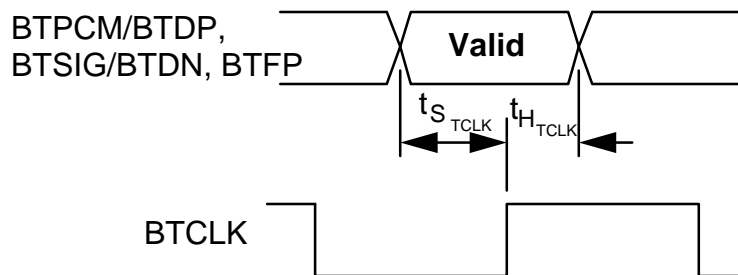 BTPCM/BTDP,
BTSIG/BTDN, BTFP
Valid
tS TCLK
tH TCLK
BTCLK